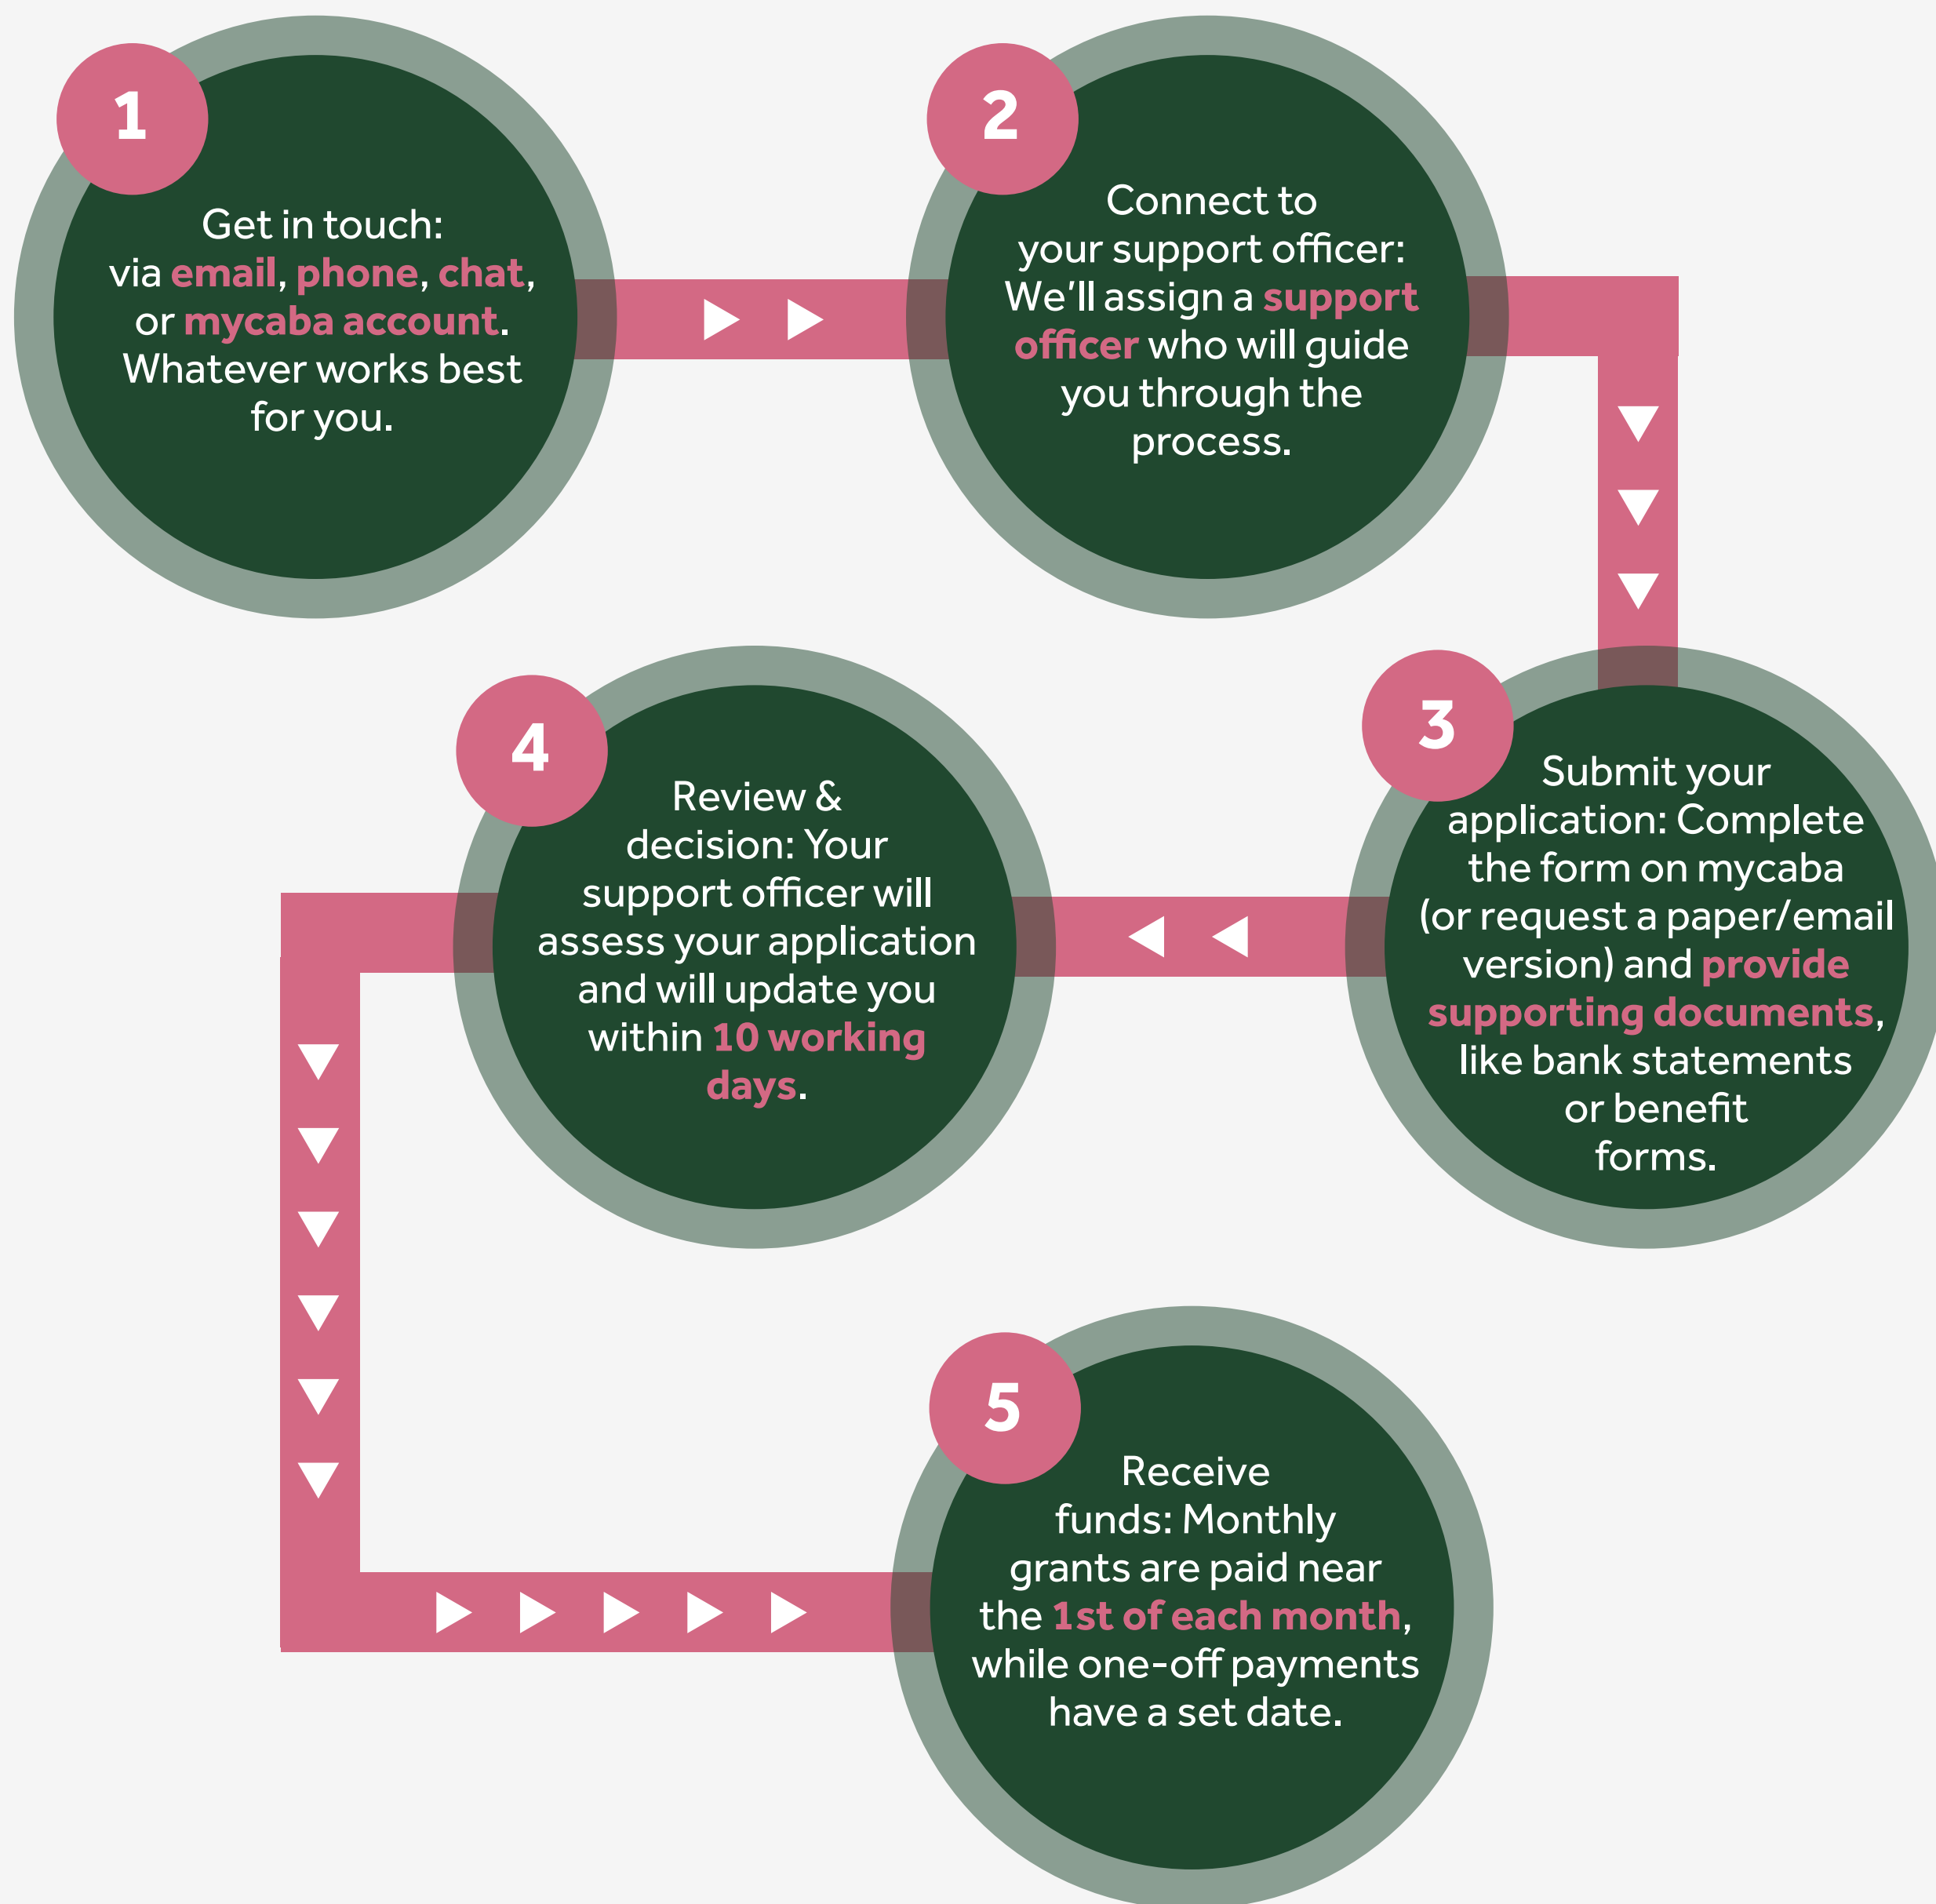 1
Get in touch:
via email, phone, chat,
or mycaba account.
Whatever works best
for you.
2
Connect to
your support officer:
We'll assign a support
officer who will guide
you through the
process.
3
Submit your
application: Complete
the form on mycaba
(or request a paper/email
version) and provide
supporting documents,
like bank statements
or benefit
forms.
4
Review &
decision: Your
support officer will
assess your application
and will update you
within 10 working
days.
5
Receive
funds: Monthly
grants are paid near
the 1st of each month,
while one-off payments
have a set date.